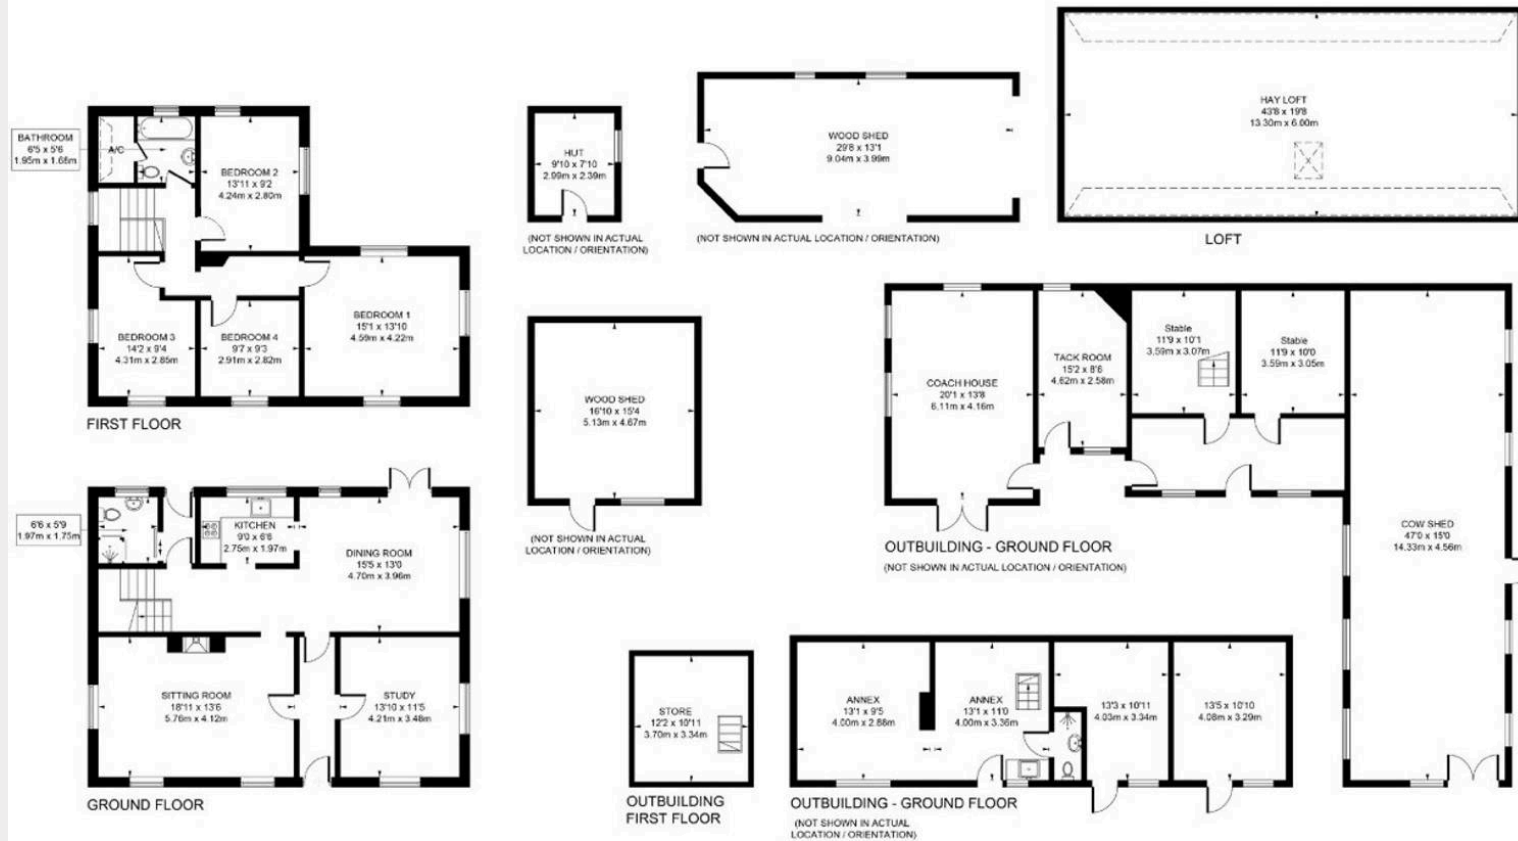 BATHROOM
6'5 x 5'6
1.95m x 1.68m
A/C
BEDROOM 2
13'11 x 9'2
4.24m x 2.80m
BEDROOM 3
14'2 x 9'4
4.31m x 2.85m
BEDROOM 4
9'7 x 9'3
2.91m x 2.82m
BEDROOM 1
15'1 x 13'10
4.59m x 4.22m
FIRST FLOOR
HUT
9'10 x 7'10
2.99m x 2.39m
(NOT SHOWN IN ACTUAL
LOCATION / ORIENTATION)
WOOD SHED
29'8 x 13'1
9.04m x 3.99m
(NOT SHOWN IN ACTUAL LOCATION / ORIENTATION)
HAY LOFT
43'8 x 19'8
13.30m x 6.00m
LOFT
WOOD SHED
16'10 x 15'4
5.13m x 4.67m
(NOT SHOWN IN ACTUAL
LOCATION / ORIENTATION)
COACH HOUSE
20'1 x 13'8
6.11m x 4.16m
TACK ROOM
15'2 x 8'6
4.62m x 2.58m
Stable
11'9 x 10'1
3.59m x 3.07m
Stable
11'9 x 10'0
3.59m x 3.05m
COW SHED
47'0 x 15'0
14.33m x 4.56m
OUTBUILDING - GROUND FLOOR
(NOT SHOWN IN ACTUAL LOCATION / ORIENTATION)
6'6 x 5'9
1.97m x 1.75m
KITCHEN
9'0 x 6'6
2.75m x 1.97m
DINING ROOM
15'5 x 13'0
4.70m x 3.96m
SITTING ROOM
18'11 x 13'6
5.76m x 4.12m
STUDY
13'10 x 11'5
4.21m x 3.48m
GROUND FLOOR
STORE
12'2 x 10'11
3.70m x 3.34m
OUTBUILDING
FIRST FLOOR
ANNEX
13'1 x 9'5
4.00m x 2.88m
ANNEX
13'1 x 11'0
4.00m x 3.36m
13'3 x 10'11
4.03m x 3.34m
13'5 x 10'10
4.08m x 3.29m
OUTBUILDING - GROUND FLOOR
(NOT SHOWN IN ACTUAL
LOCATION / ORIENTATION)